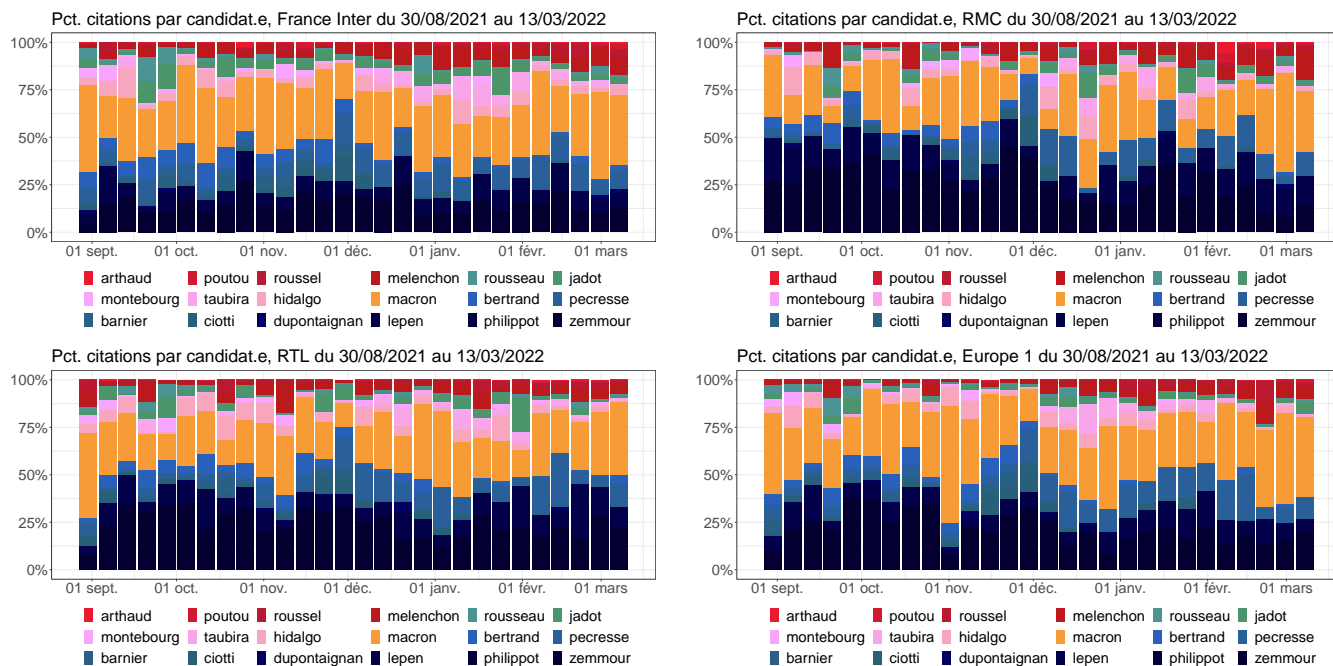 Pct. citations par candidat.e, France Inter du 30/08/2021 au 13/03/2022
100%
75%
50%
25%
0%
01 sept. 01 oct. 01 nov. 01 déc. 01 janv. 01 févr. 01 mars
arthaud poutou roussel melenchon rousseau jadot
montebourg taubira hidalgo macron bertrand pecresse
barnier ciotti dupontaignan lepen philippot zemmour
Pct. citations par candidat.e, RMC du 30/08/2021 au 13/03/2022
100%
75%
50%
25%
0%
01 sept. 01 oct. 01 nov. 01 déc. 01 janv. 01 févr. 01 mars
arthaud poutou roussel melenchon rousseau jadot
montebourg taubira hidalgo macron bertrand pecresse
barnier ciotti dupontaignan lepen philippot zemmour
Pct. citations par candidat.e, RTL du 30/08/2021 au 13/03/2022
100%
75%
50%
25%
0%
01 sept. 01 oct. 01 nov. 01 déc. 01 janv. 01 févr. 01 mars
arthaud poutou roussel melenchon rousseau jadot
montebourg taubira hidalgo macron bertrand pecresse
barnier ciotti dupontaignan lepen philippot zemmour
Pct. citations par candidat.e, Europe 1 du 30/08/2021 au 13/03/2022
100%
75%
50%
25%
0%
01 sept. 01 oct. 01 nov. 01 déc. 01 janv. 01 févr. 01 mars
arthaud poutou roussel melenchon rousseau jadot
montebourg taubira hidalgo macron bertrand pecresse
barnier ciotti dupontaignan lepen philippot zemmour